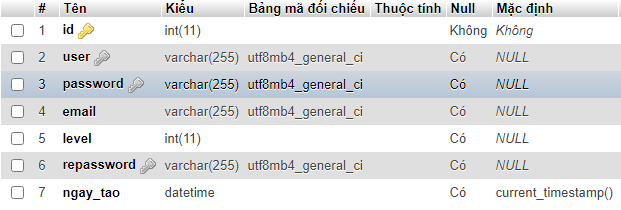 # Tên Kiểu Bảng mã đối chiếu Thuộc tính Null Mặc định
1 id int(11) Không Không
2 user varchar(255) utf8mb4_general_ci Có NULL
3 password varchar(255) utf8mb4_general_ci Có NULL
4 email varchar(255) utf8mb4_general_ci Có NULL
5 level int(11) Có NULL
6 repassword varchar(255) utf8mb4_general_ci Có NULL
7 ngay_tao datetime Có current_timestamp()